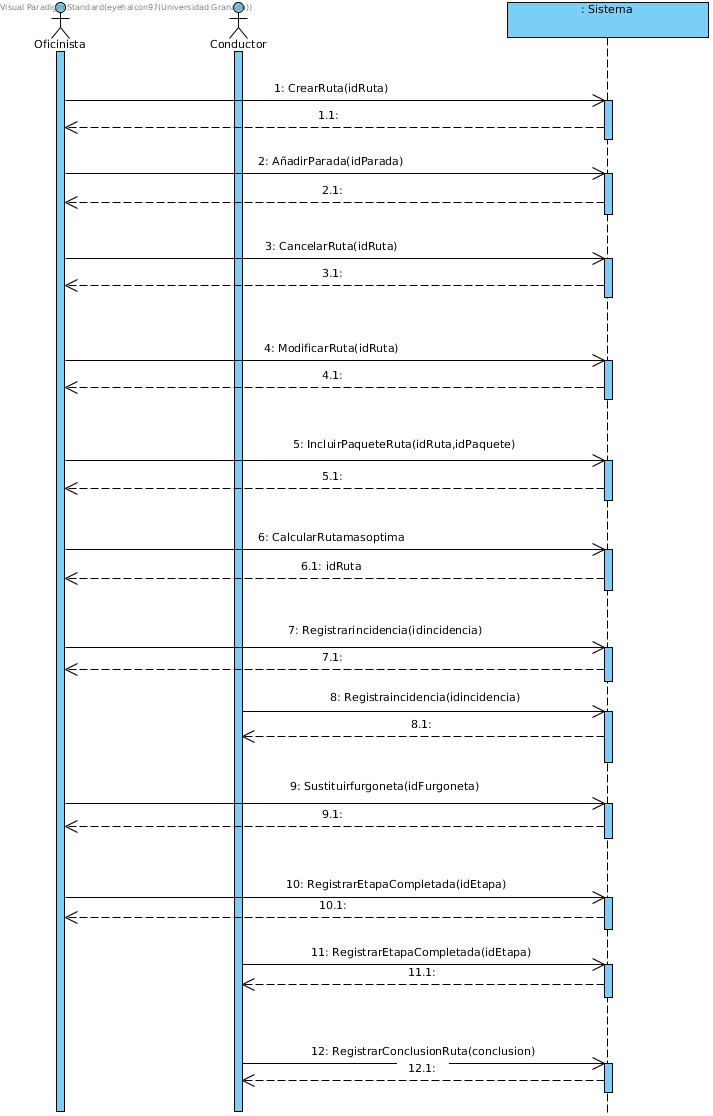 Visual Paradigm Standard(eyehalcon97(Universidad Granada))
: Sistema
Oficinista
Conductor
1: CrearRuta(idRuta)
1.1:
2: AñadirParada(idParada)
2.1:
3: CancelarRuta(idRuta)
3.1:
4: ModificarRuta(idRuta)
4.1:
5: IncluirPaqueteRuta(idRuta,idPaquete)
5.1:
6: CalcularRutamasoptima
6.1: idRuta
7: Registrarincidencia(idincidencia)
7.1:
8: Registraincidencia(idincidencia)
8.1:
9: Sustituirfurgoneta(idFurgoneta)
9.1:
10: RegistrarEtapaCompletada(idEtapa)
10.1:
11: RegistrarEtapaCompletada(idEtapa)
11.1:
12: RegistrarConclusionRuta(conclusion)
12.1: